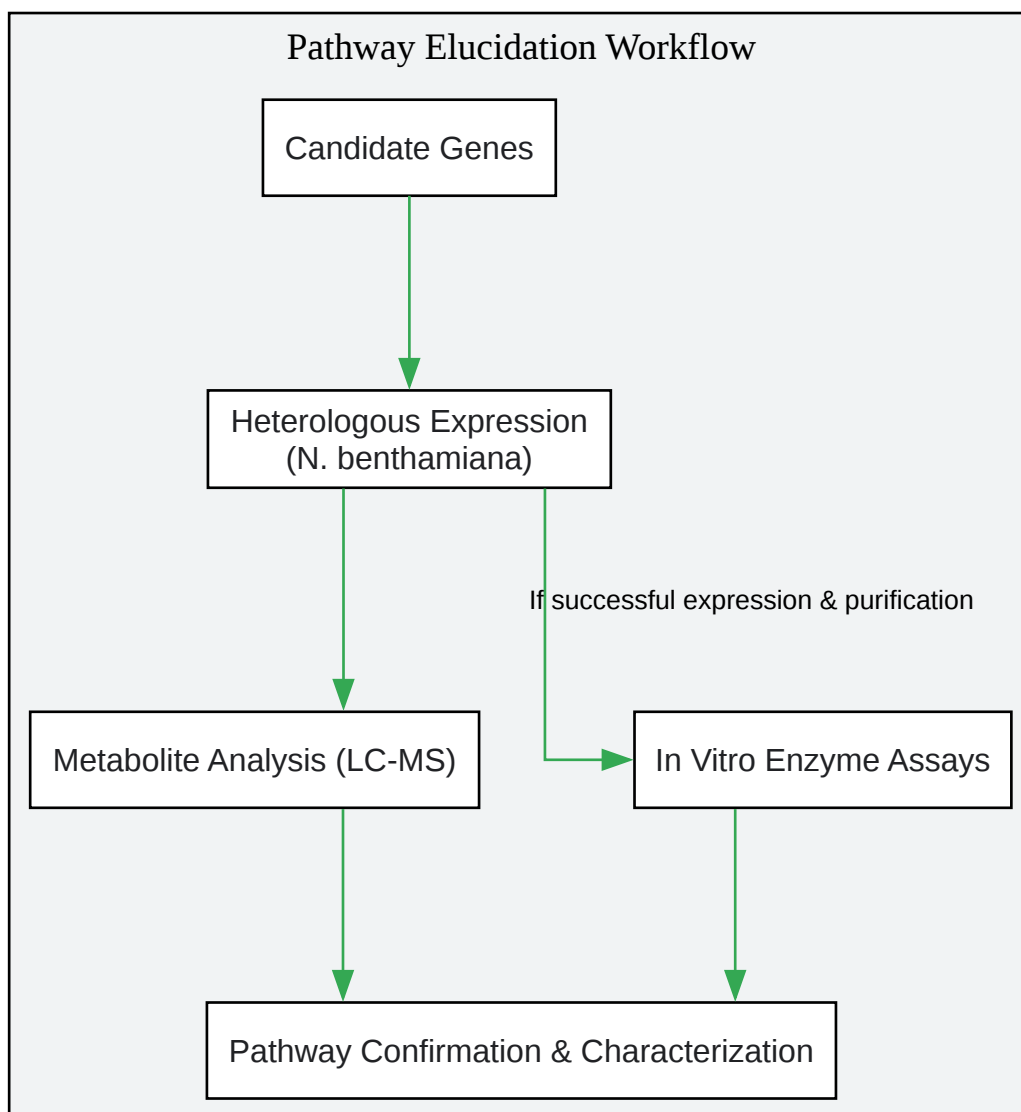 Pathway Elucidation Workflow
Candidate Genes
Heterologous Expression
(N. benthamiana)
If successful expression & purification
Metabolite Analysis (LC-MS)
In Vitro Enzyme Assays
Pathway Confirmation & Characterization